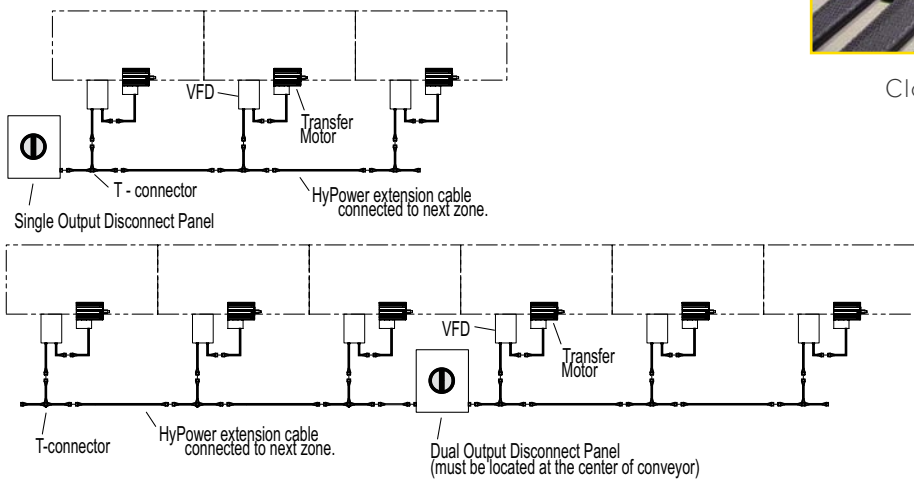 Clo
VFD
Transfer
Motor
T - connector
HyPower extension cable
connected to next zone.
Single Output Disconnect Panel
VFD
Transfer
Motor
T-connector
HyPower extension cable
connected to next zone.
Dual Output Disconnect Panel
(must be located at the center of conveyor)